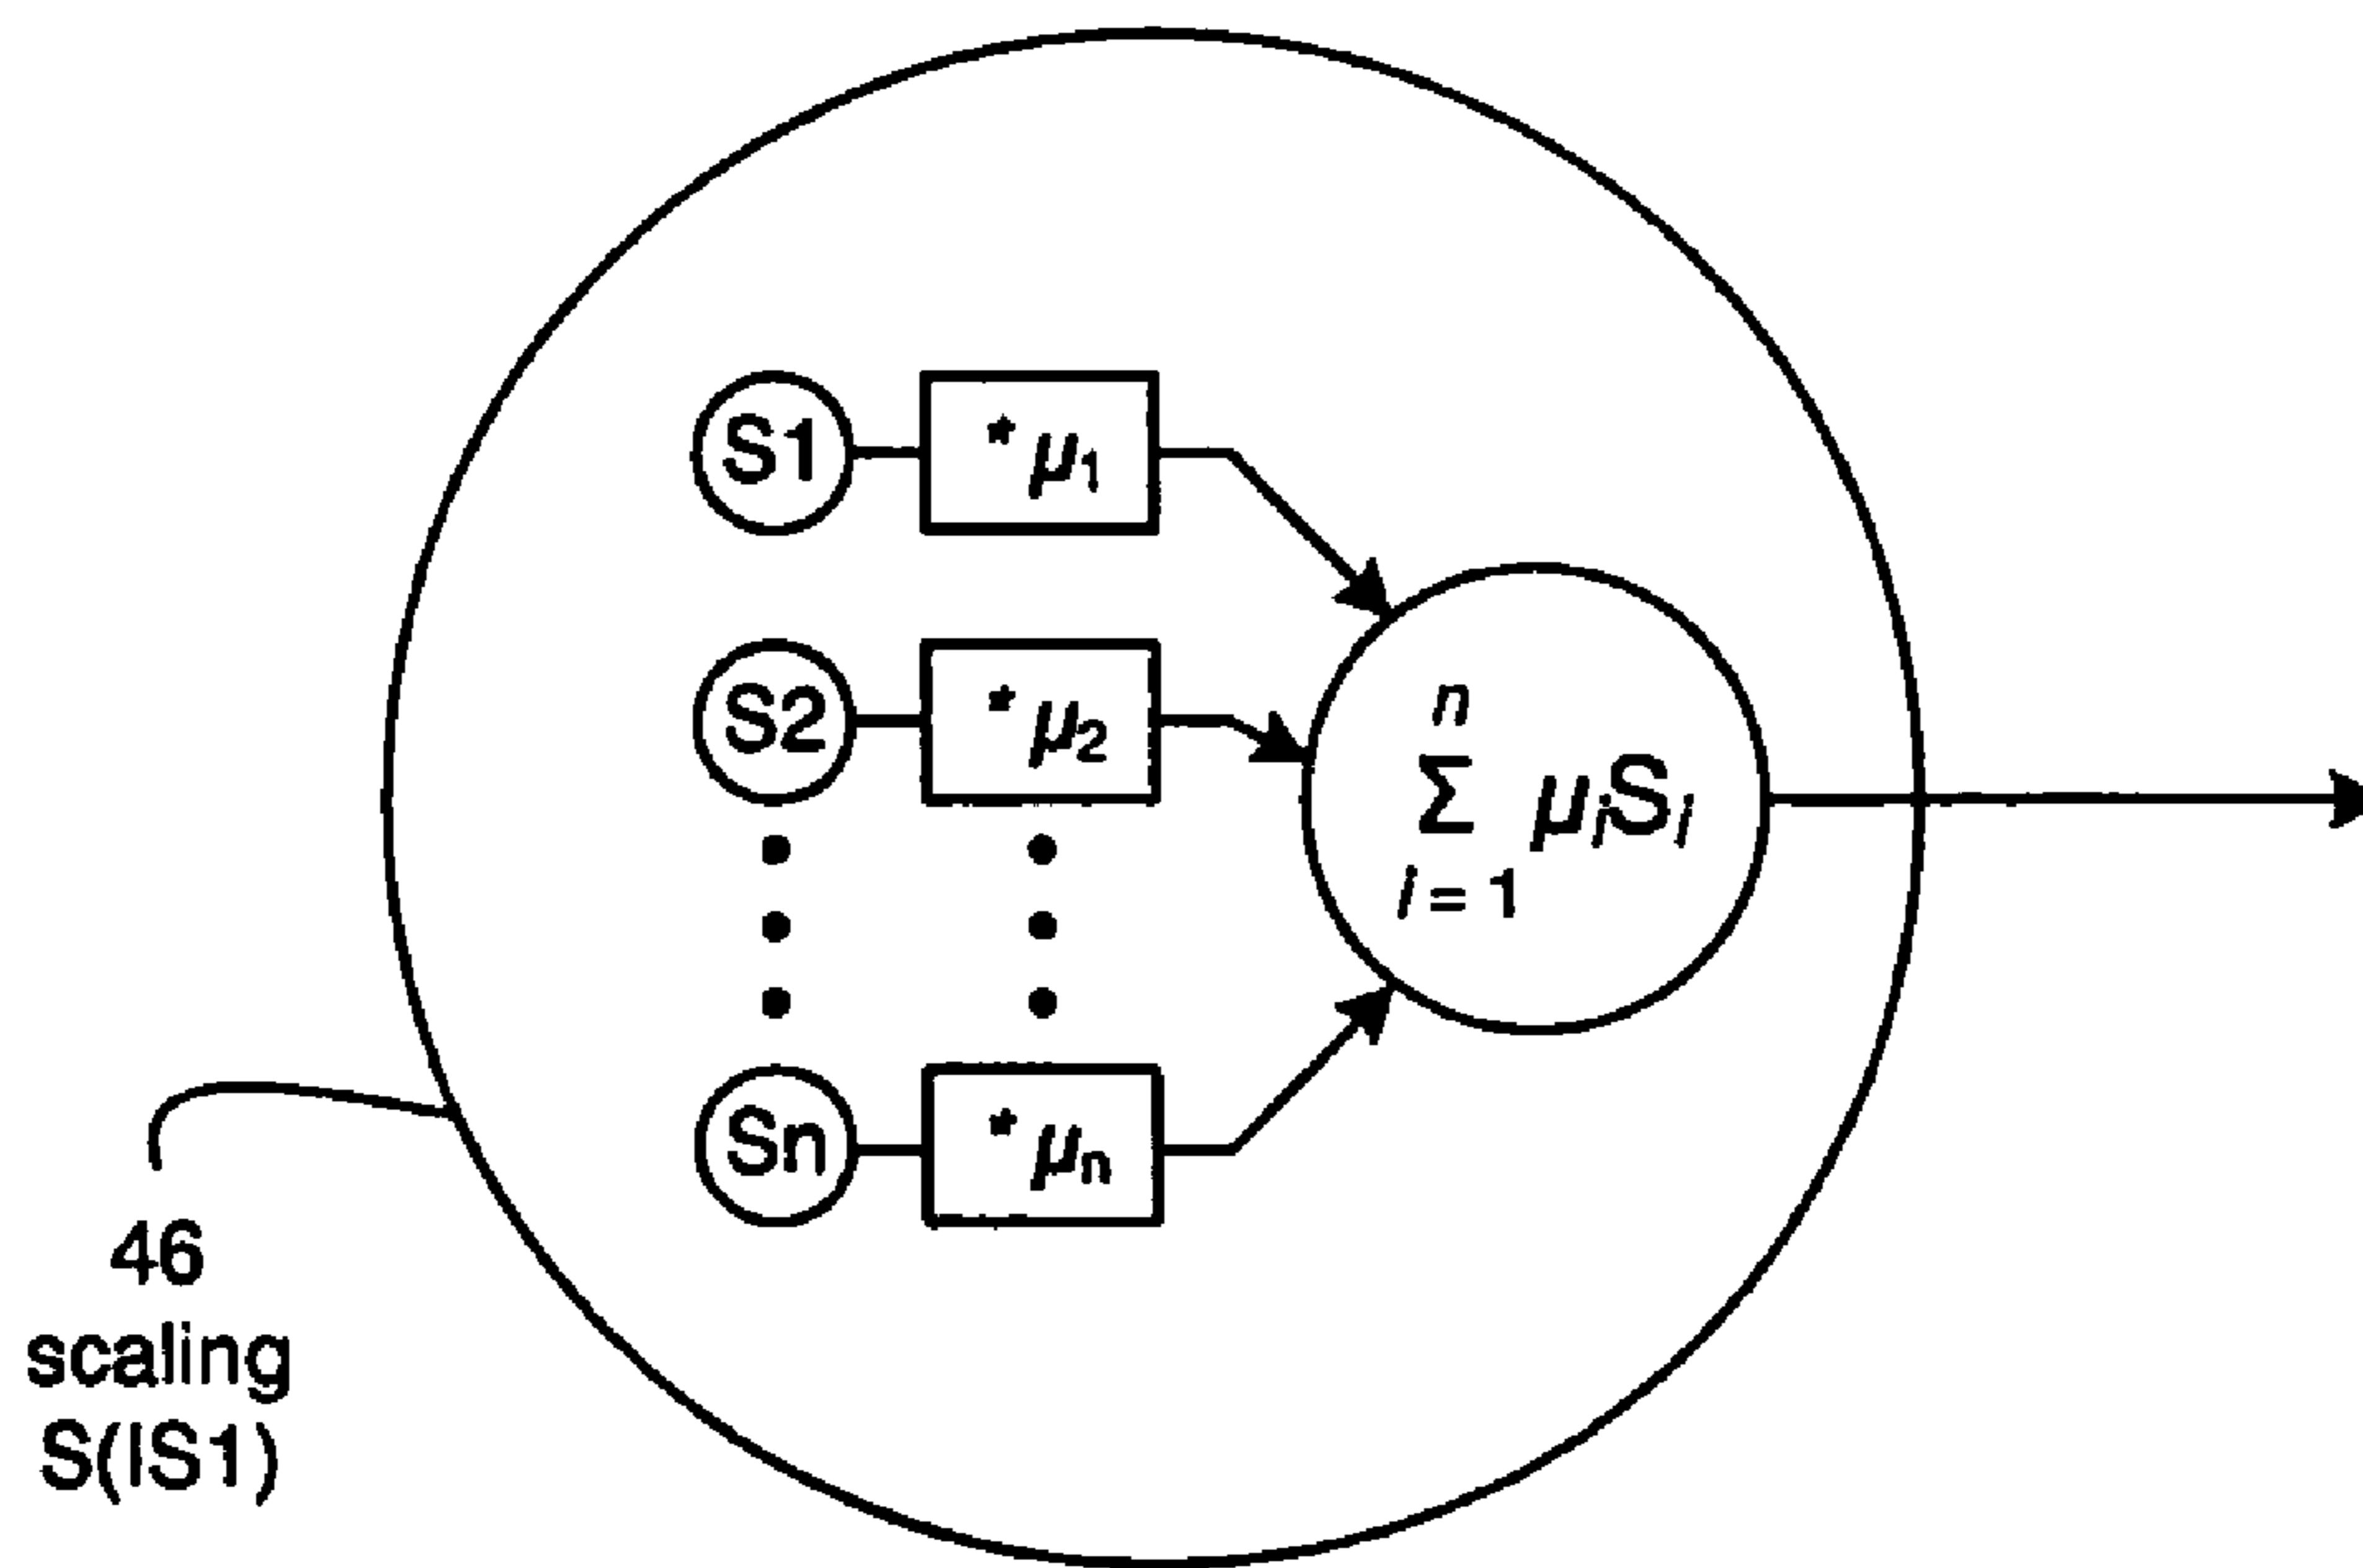 S1 *μ₁
S2 *μ₂
n
Σ μᵢSᵢ
i = 1
Sn *μₙ
46
scaling
S(IS1)